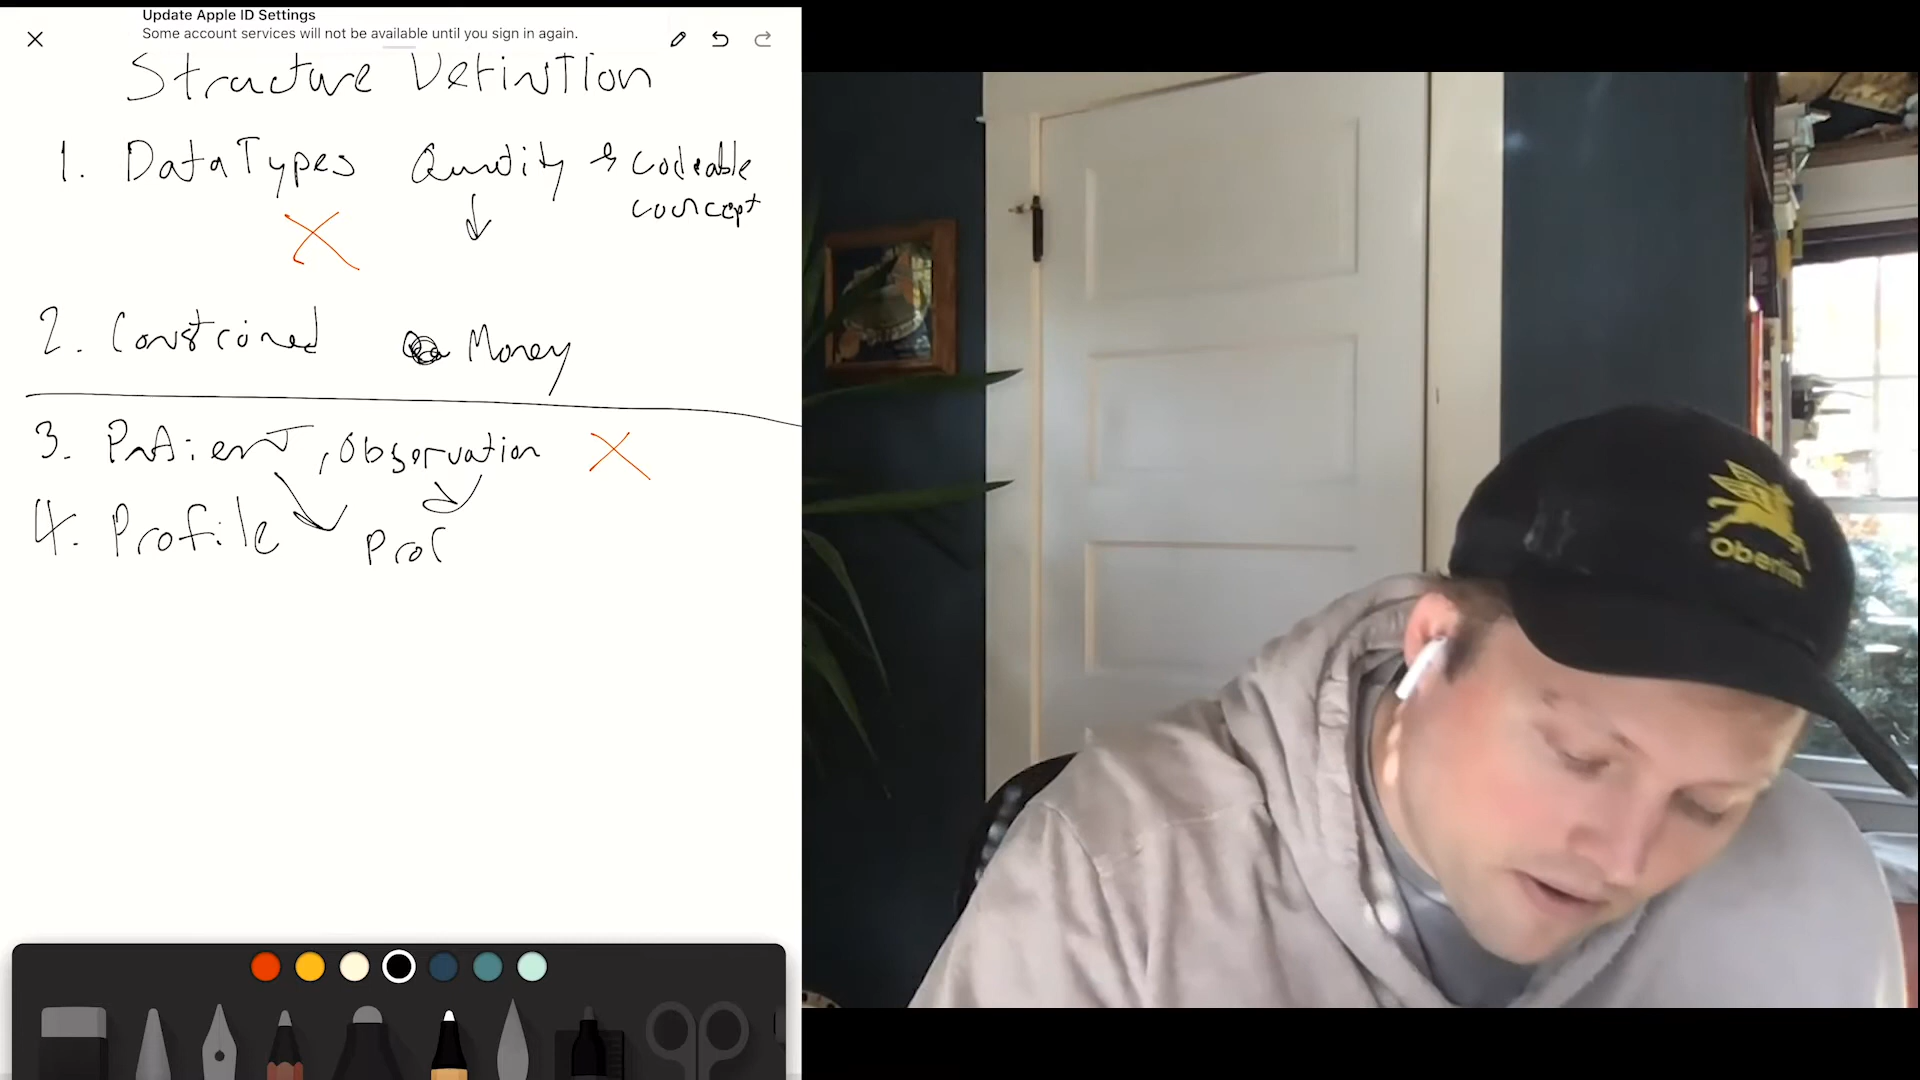 Update Apple ID Settings
Some account services will not be available until you sign in again.
Structure Definition
1. DataTypes Quantity & codeable
concept
2. Constrained Money
3. Patient, Observation
4. Profile Prof
Oberlin